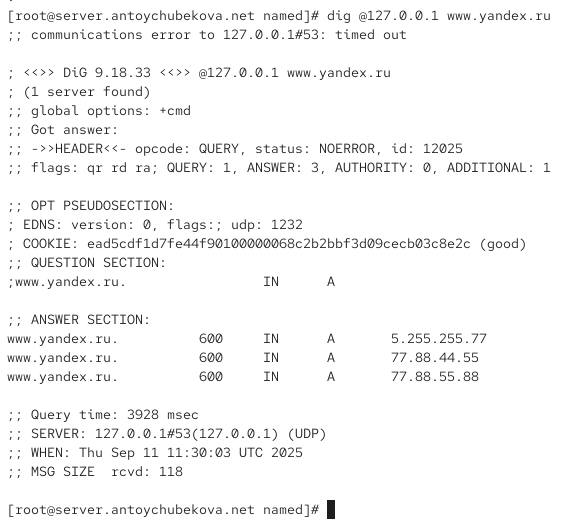 [root@server.antoychubekova.net named]# dig @127.0.0.1 www.yandex.ru
;; communications error to 127.0.0.1#53: timed out

; <<>> DiG 9.18.33 <<>> @127.0.0.1 www.yandex.ru
; (1 server found)
;; global options: +cmd
;; Got answer:
;; ->>HEADER<<- opcode: QUERY, status: NOERROR, id: 12025
;; flags: qr rd ra; QUERY: 1, ANSWER: 3, AUTHORITY: 0, ADDITIONAL: 1

;; OPT PSEUDOSECTION:
; EDNS: version: 0, flags:; udp: 1232
; COOKIE: ead5cdf1d7fe44f90100000068c2b2bbf3d09cecb03c8e2c (good)
;; QUESTION SECTION:
;www.yandex.ru.                 IN      A

;; ANSWER SECTION:
www.yandex.ru.          600     IN      A       5.255.255.77
www.yandex.ru.          600     IN      A       77.88.44.55
www.yandex.ru.          600     IN      A       77.88.55.88

;; Query time: 3928 msec
;; SERVER: 127.0.0.1#53(127.0.0.1) (UDP)
;; WHEN: Thu Sep 11 11:30:03 UTC 2025
;; MSG SIZE  rcvd: 118

[root@server.antoychubekova.net named]#